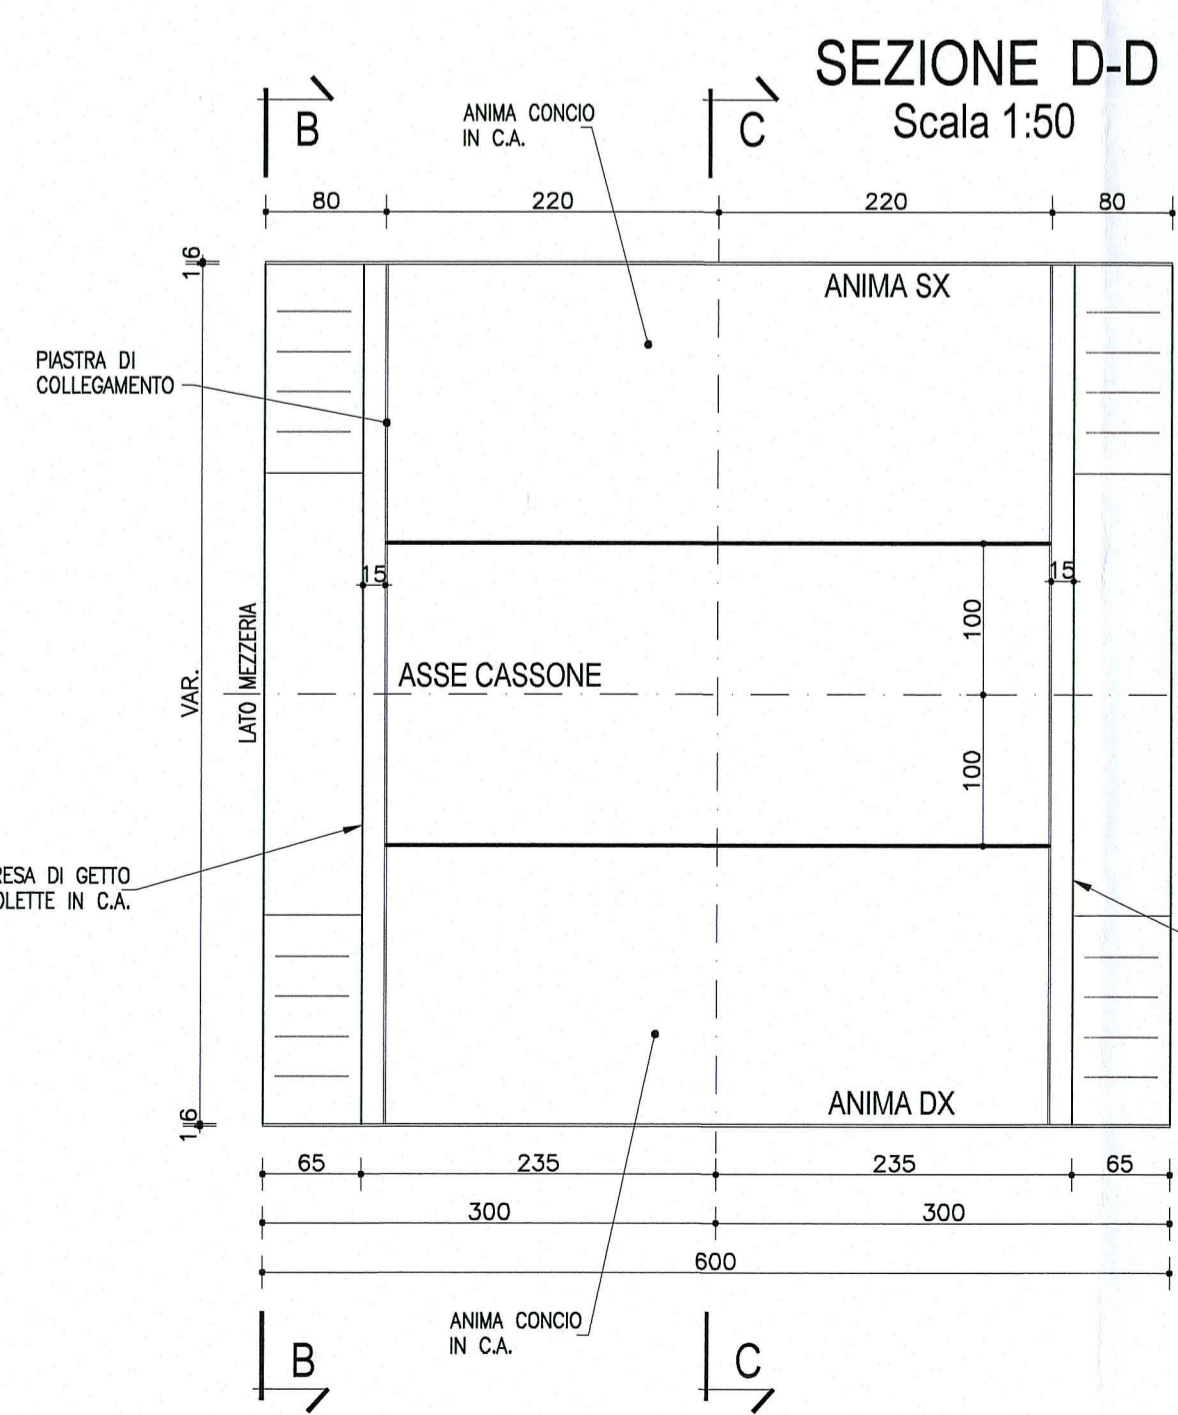 SEZIONE D-D
Scala 1:50
B
ANIMA CONCIO
IN C.A.
C
80
220
220
80
1,6
ANIMA SX
PIASTRA DI
COLLEGAMENTO
15
15
100
LATO MEZZERIA
VAR.
ASSE CASSONE
100
RESA DI GETTO
OLETTE IN C.A.
ANIMA DX
1,6
65
235
235
65
300
300
600
ANIMA CONCIO
IN C.A.
B
C